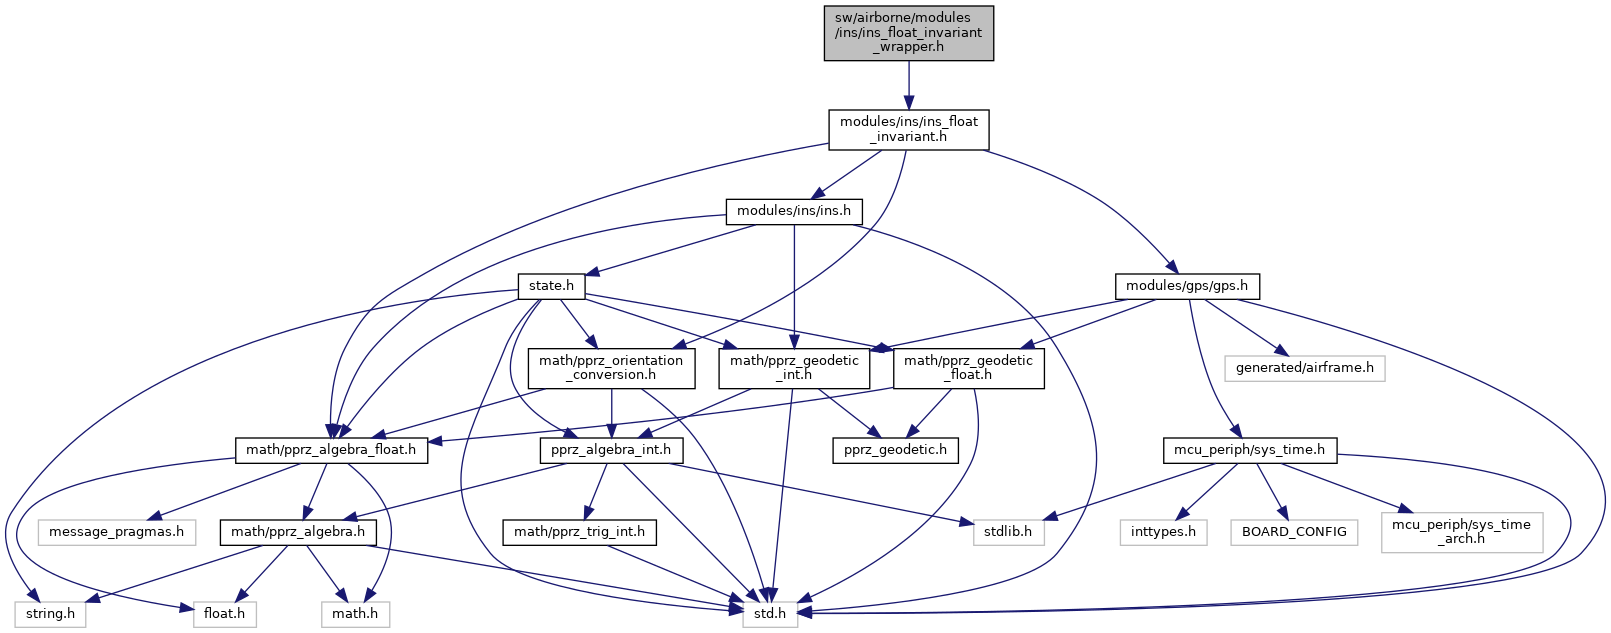 sw/airborne/modules
/ins/ins_float_invariant
_wrapper.h
modules/ins/ins_float
_invariant.h
modules/ins/ins.h
state.h
modules/gps/gps.h
math/pprz_orientation
_conversion.h
math/pprz_geodetic
_int.h
math/pprz_geodetic
_float.h
generated/airframe.h
math/pprz_algebra_float.h
pprz_algebra_int.h
pprz_geodetic.h
mcu_periph/sys_time.h
message_pragmas.h
math/pprz_algebra.h
math/pprz_trig_int.h
stdlib.h
inttypes.h
BOARD_CONFIG
mcu_periph/sys_time
_arch.h
string.h
float.h
math.h
std.h